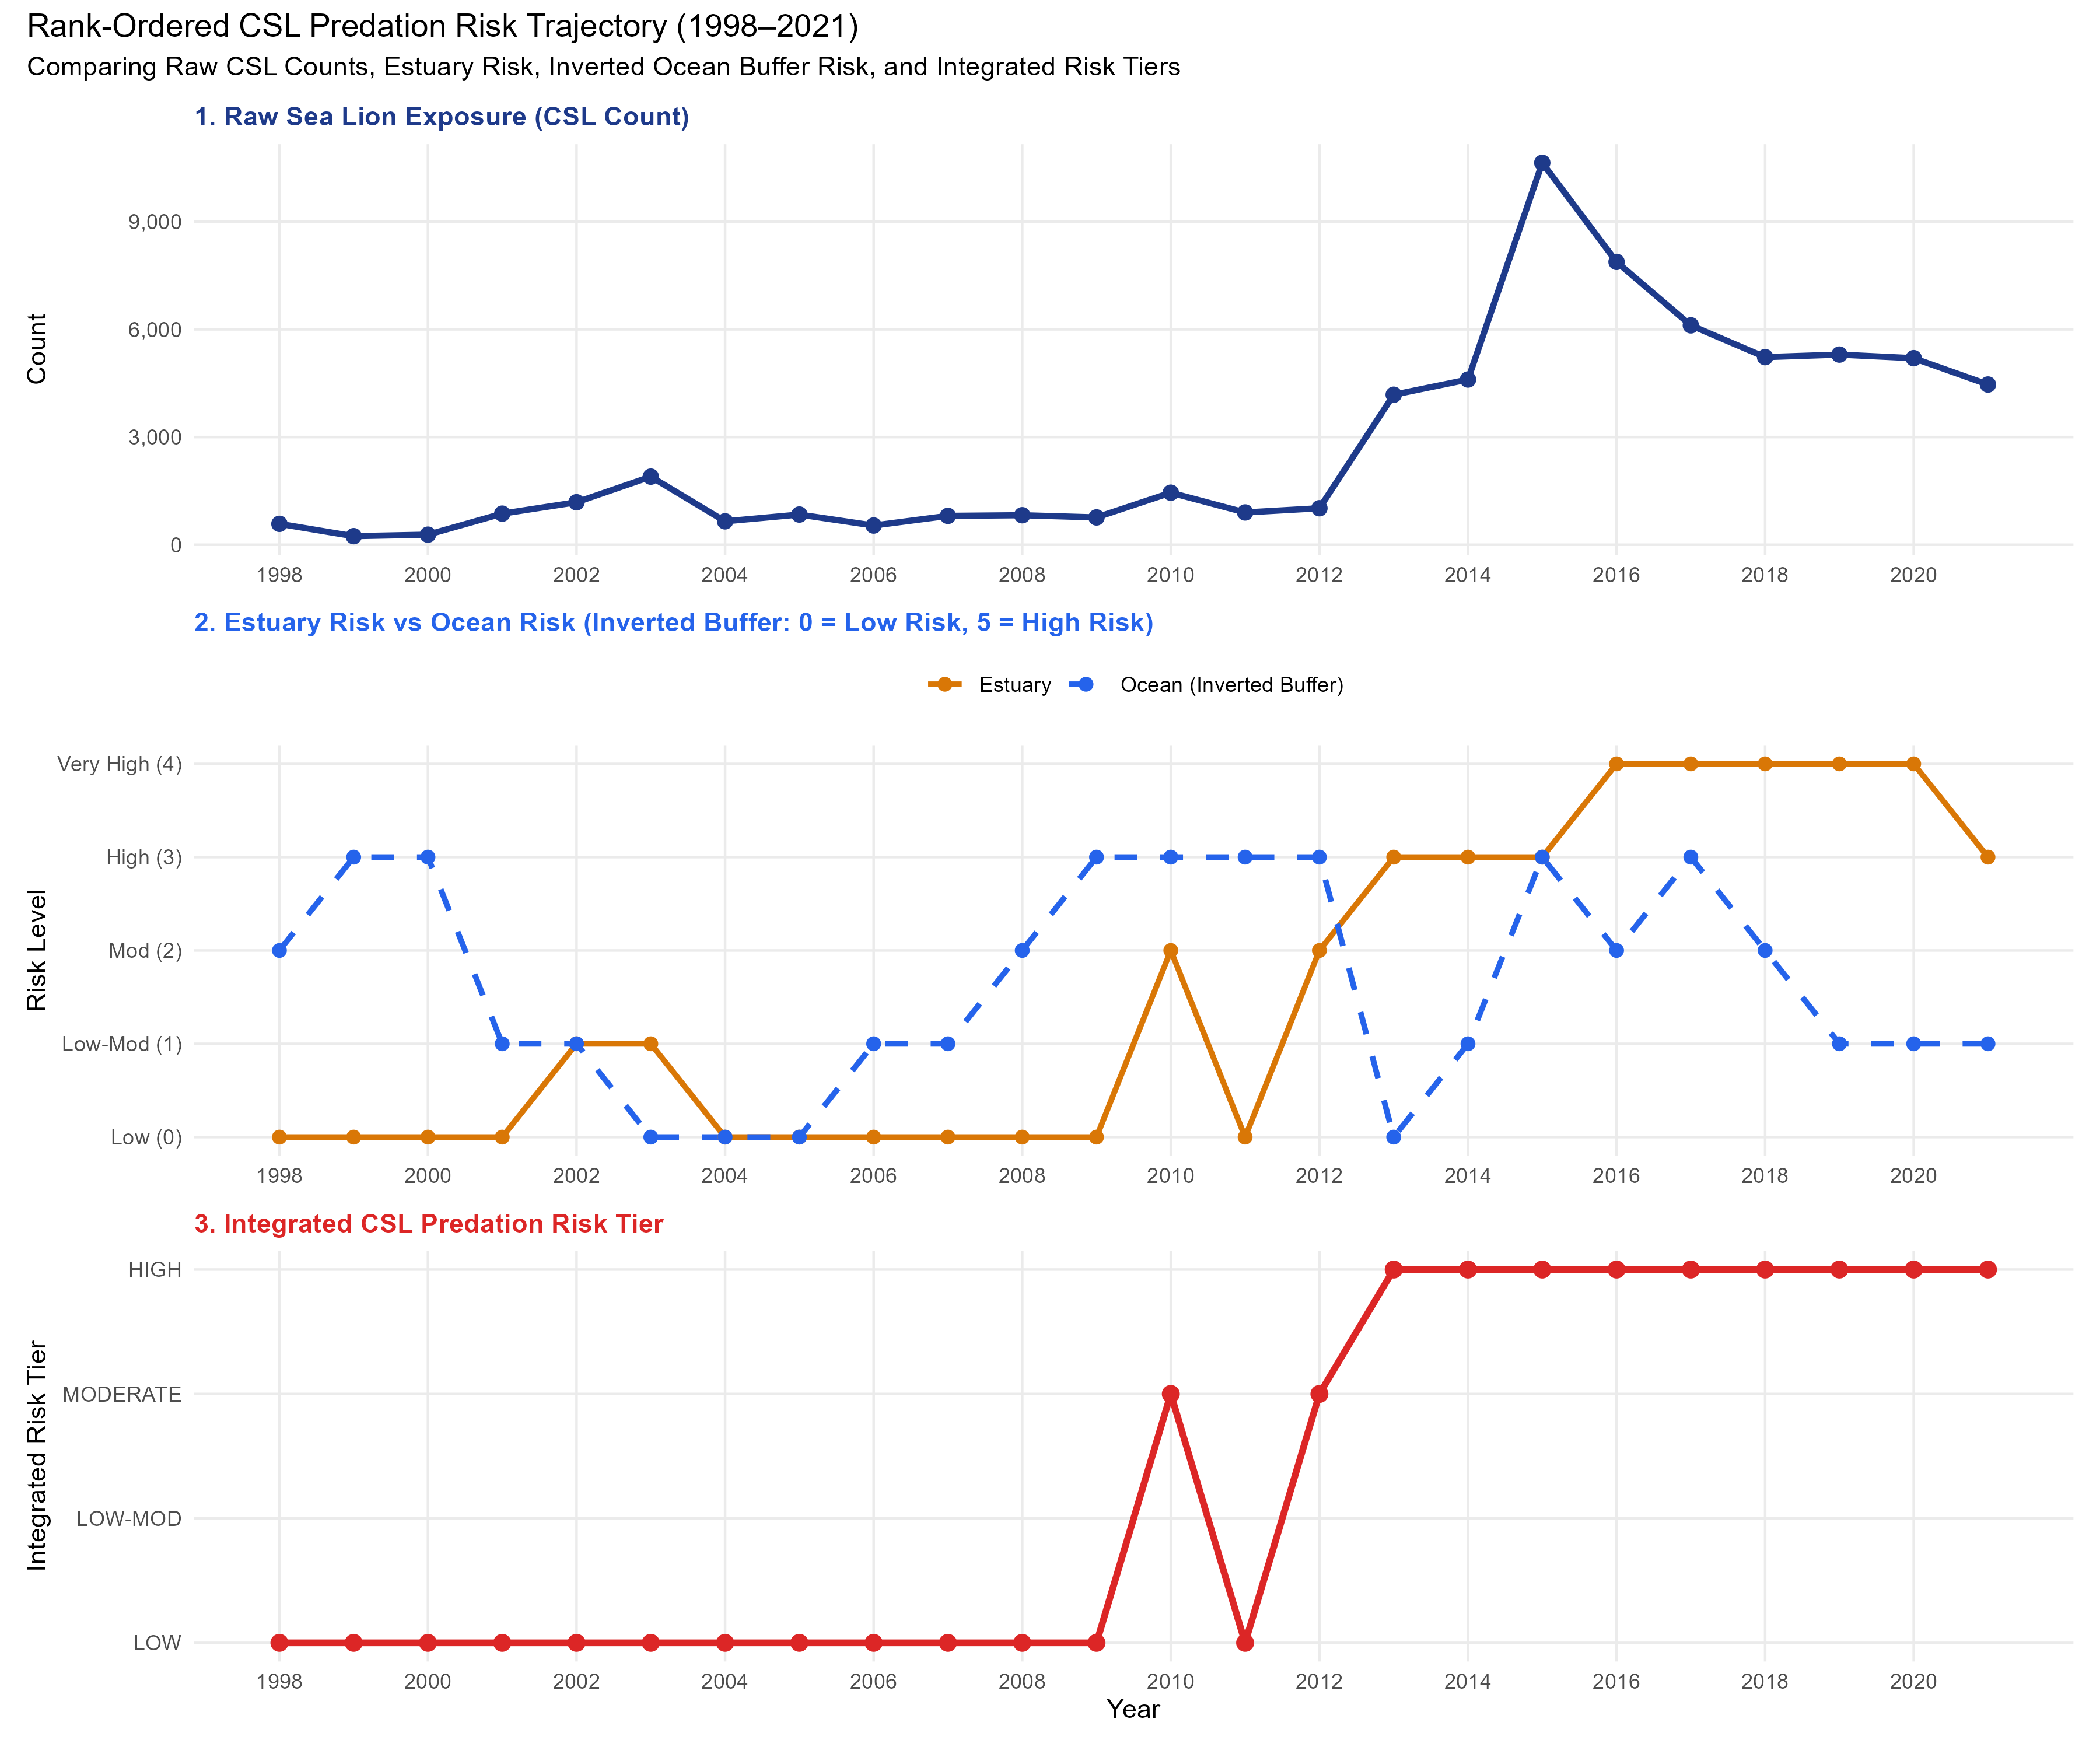 Rank-Ordered CSL Predation Risk Trajectory (1998–2021)
Comparing Raw CSL Counts, Estuary Risk, Inverted Ocean Buffer Risk, and Integrated Risk Tiers
1. Raw Sea Lion Exposure (CSL Count)
Count
9,000
6,000
3,000
0
1998 2000 2002 2004 2006 2008 2010 2012 2014 2016 2018 2020
2. Estuary Risk vs Ocean Risk (Inverted Buffer: 0 = Low Risk, 5 = High Risk)
Estuary Ocean (Inverted Buffer)
Risk Level
Very High (4)
High (3)
Mod (2)
Low-Mod (1)
Low (0)
1998 2000 2002 2004 2006 2008 2010 2012 2014 2016 2018 2020
3. Integrated CSL Predation Risk Tier
Integrated Risk Tier
HIGH
MODERATE
LOW-MOD
LOW
1998 2000 2002 2004 2006 2008 2010 2012 2014 2016 2018 2020
Year